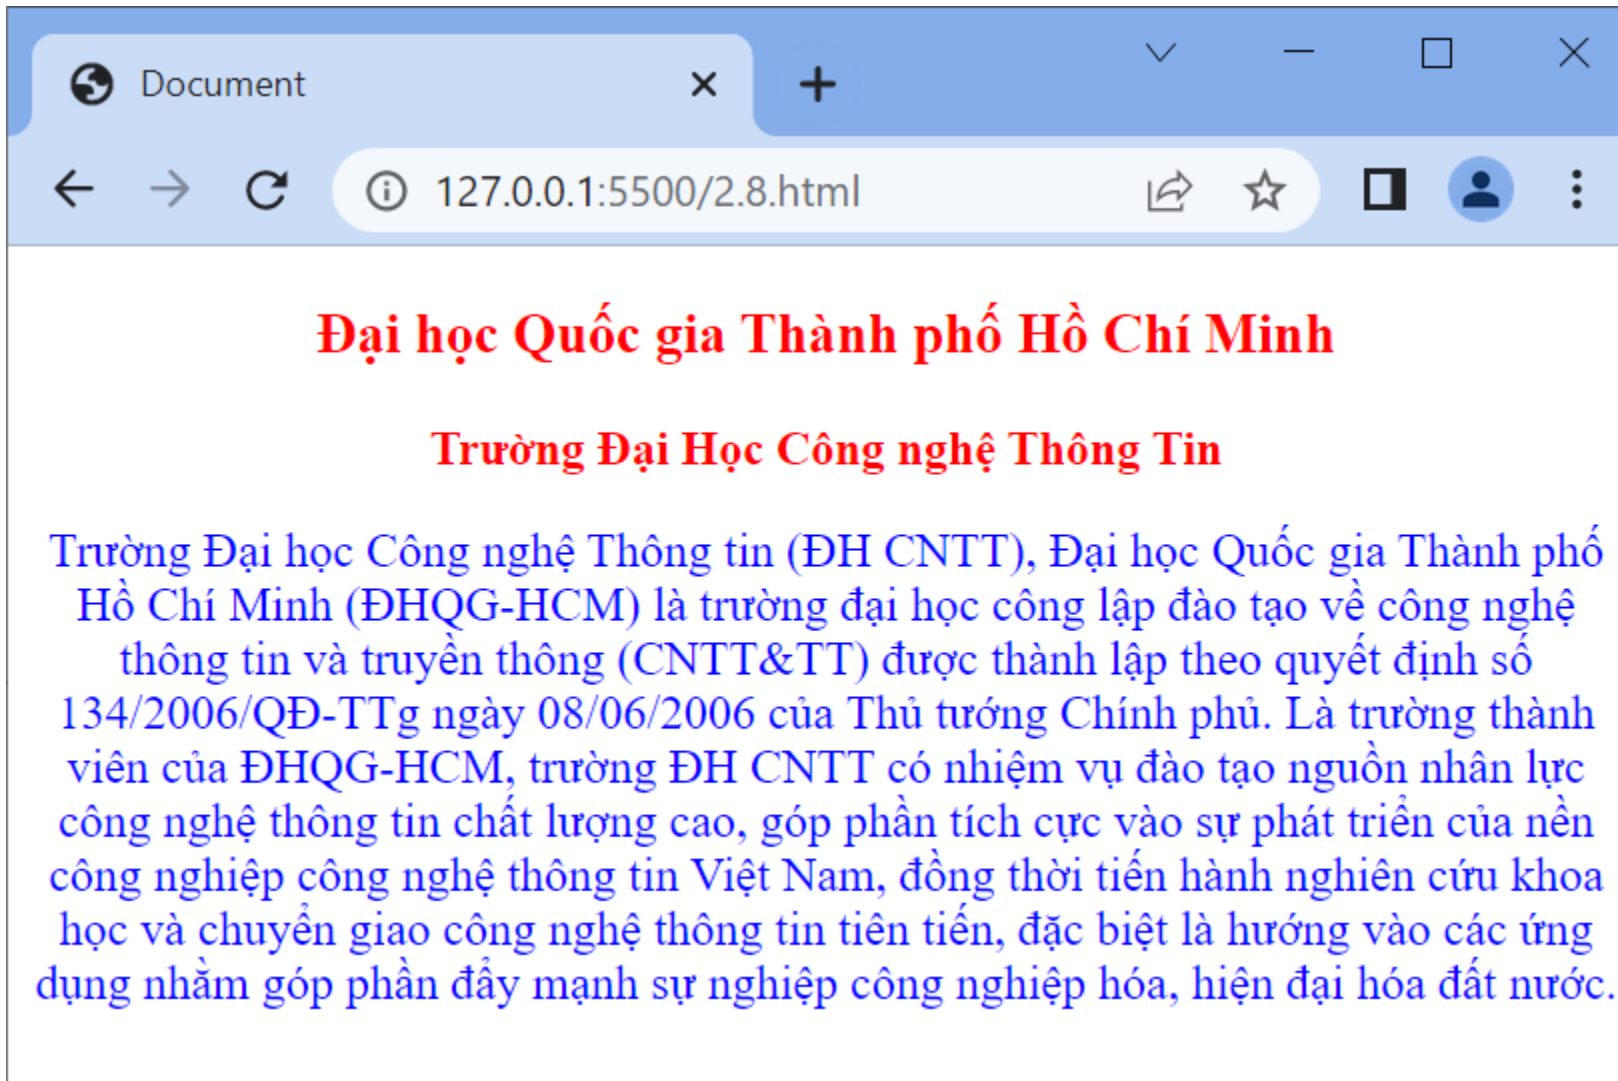 Document
127.0.0.1:5500/2.8.html
Đại học Quốc gia Thành phố Hồ Chí Minh
Trường Đại Học Công nghệ Thông Tin
Trường Đại học Công nghệ Thông tin (ĐH CNTT), Đại học Quốc gia Thành phố
Hồ Chí Minh (ĐHQG-HCM) là trường đại học công lập đào tạo về công nghệ
thông tin và truyền thông (CNTT&TT) được thành lập theo quyết định số
134/2006/QĐ-TTg ngày 08/06/2006 của Thủ tướng Chính phủ. Là trường thành
viên của ĐHQG-HCM, trường ĐH CNTT có nhiệm vụ đào tạo nguồn nhân lực
công nghệ thông tin chất lượng cao, góp phần tích cực vào sự phát triển của nền
công nghiệp công nghệ thông tin Việt Nam, đồng thời tiến hành nghiên cứu khoa
học và chuyển giao công nghệ thông tin tiên tiến, đặc biệt là hướng vào các ứng
dụng nhằm góp phần đẩy mạnh sự nghiệp công nghiệp hóa, hiện đại hóa đất nước.